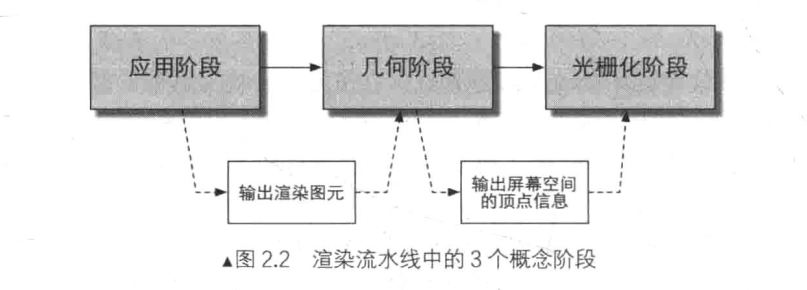 应用阶段
几何阶段
光栅化阶段
输出渲染图元
输出屏幕空间
的顶点信息
▲图 2.2 渲染流水线中的 3 个概念阶段